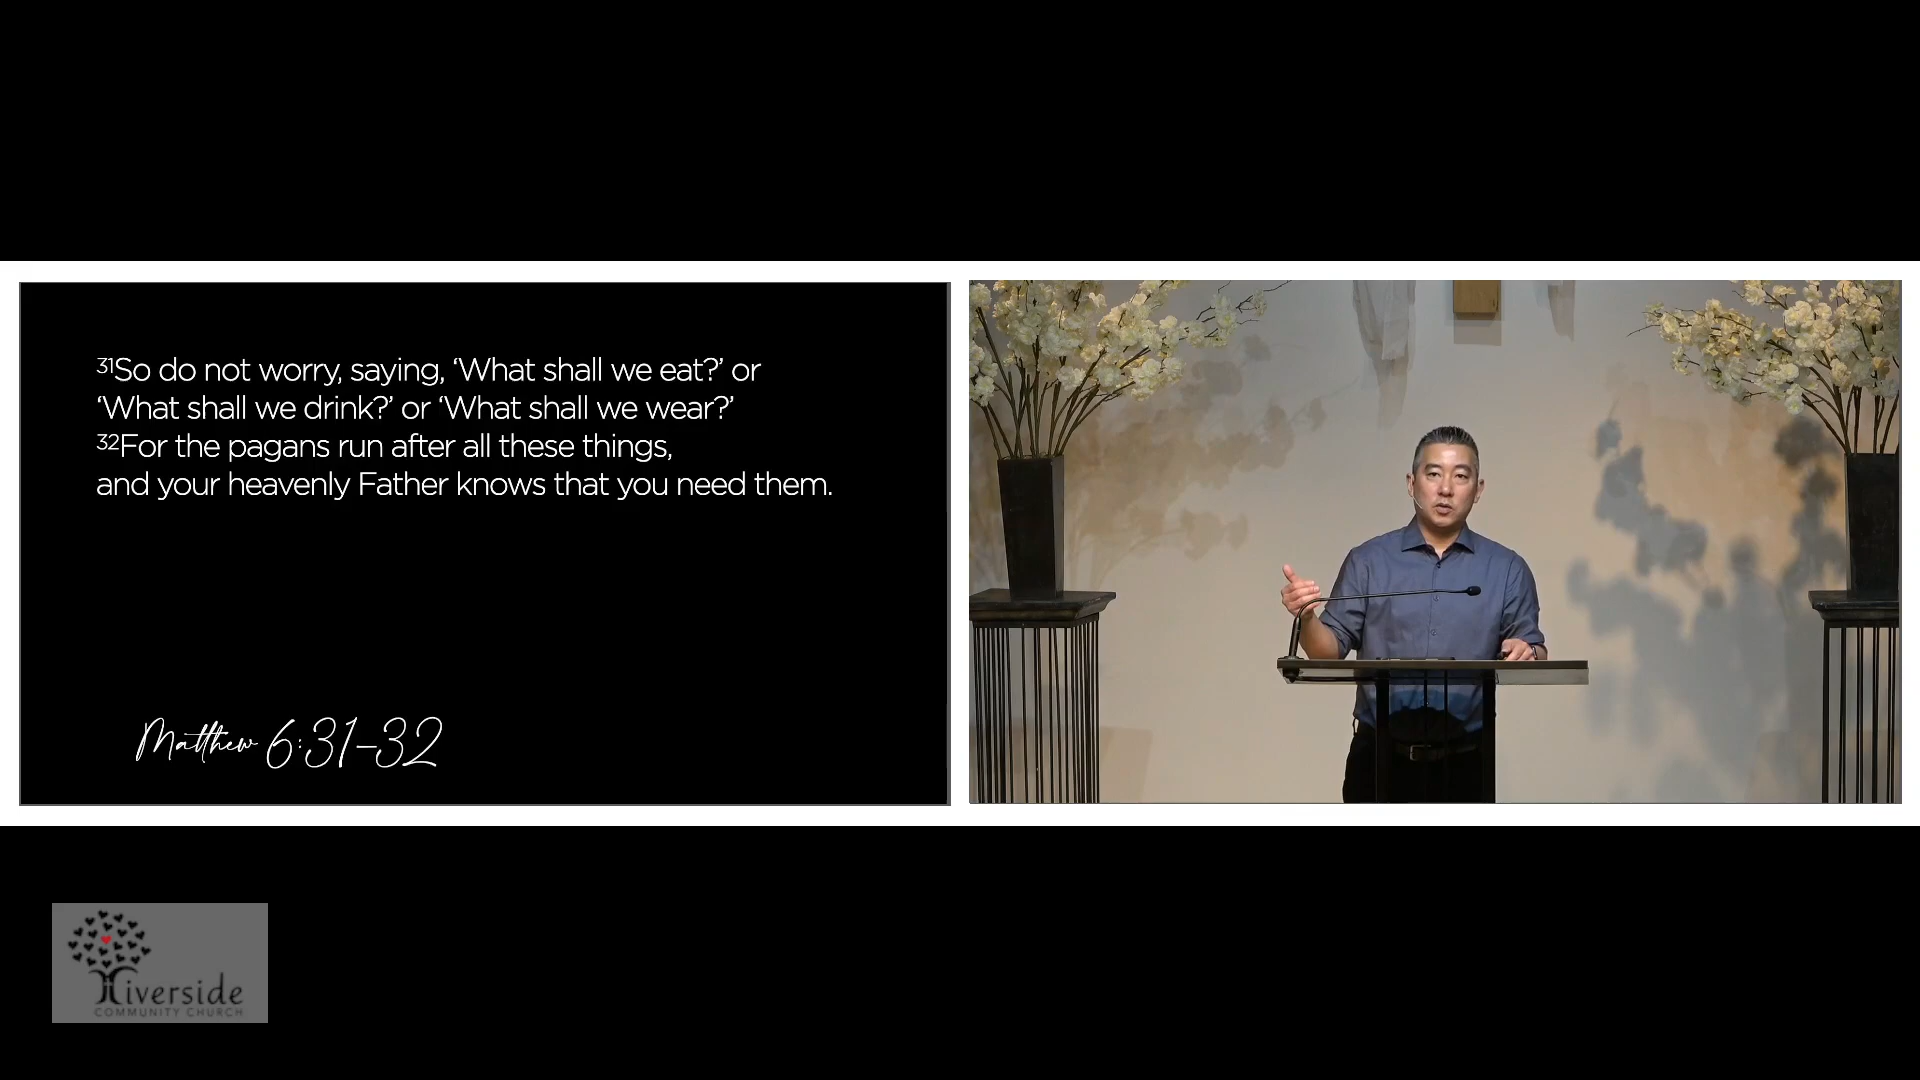 ³¹So do not worry, saying, ‘What shall we eat?’ or
‘What shall we drink?’ or ‘What shall we wear?’
³²For the pagans run after all these things,
and your heavenly Father knows that you need them.
Matthew 6:31–32
Riverside
COMMUNITY CHURCH